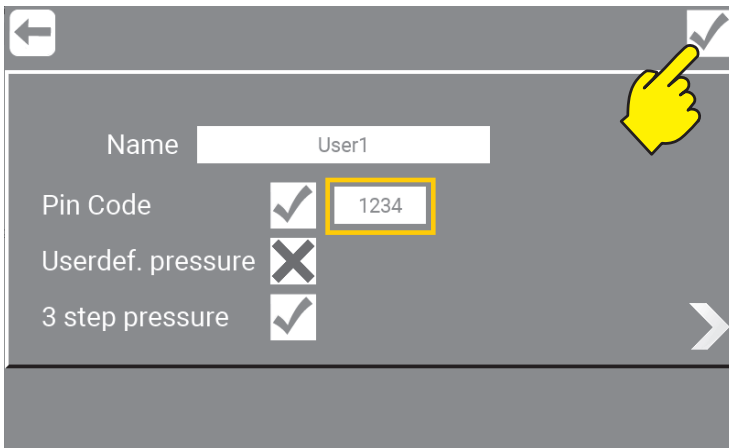 Name User1
Pin Code 1234
Userdef. pressure
3 step pressure